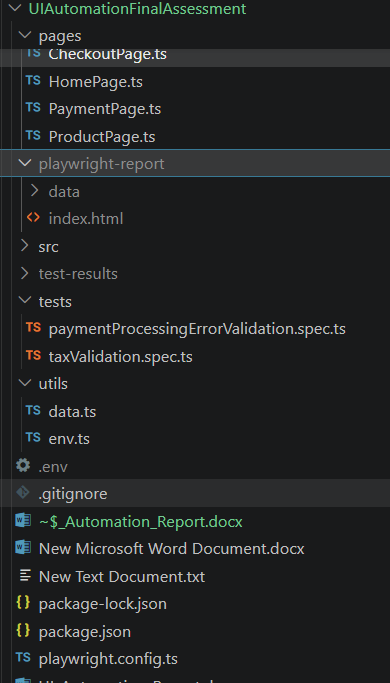 UIAutomationFinalAssessment
pages
CheckoutPage.ts
TS HomePage.ts
TS PaymentPage.ts
TS ProductPage.ts
playwright-report
data
<> index.html
src
test-results
tests
TS paymentProcessingErrorValidation.spec.ts
TS taxValidation.spec.ts
utils
TS data.ts
TS env.ts
.env
.gitignore
~$_Automation_Report.docx
New Microsoft Word Document.docx
New Text Document.txt
{} package-lock.json
{} package.json
TS playwright.config.ts